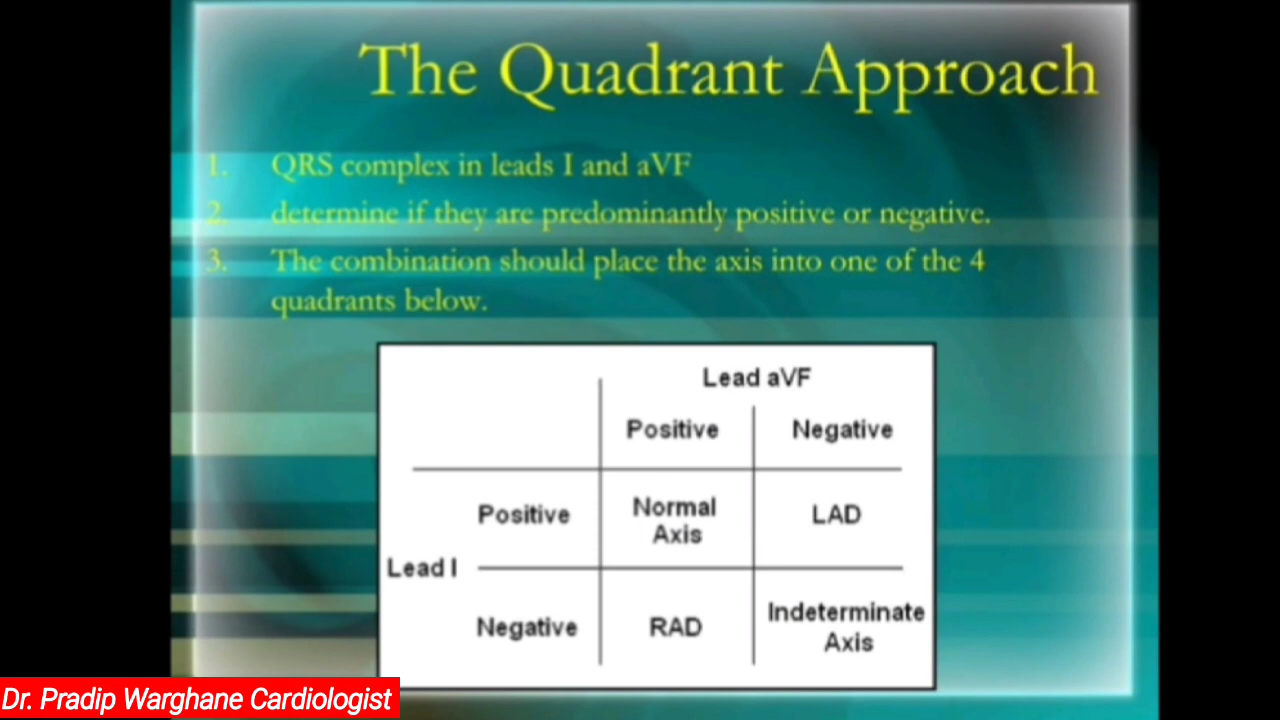 The Quadrant Approach
1. QRS complex in leads I and aVF
2. determine if they are predominantly positive or negative.
3. The combination should place the axis into one of the 4
quadrants below.
Lead aVF
Positive Negative
Positive Normal Axis LAD
Lead I
Negative RAD Indeterminate Axis
Dr. Pradip Warghane Cardiologist